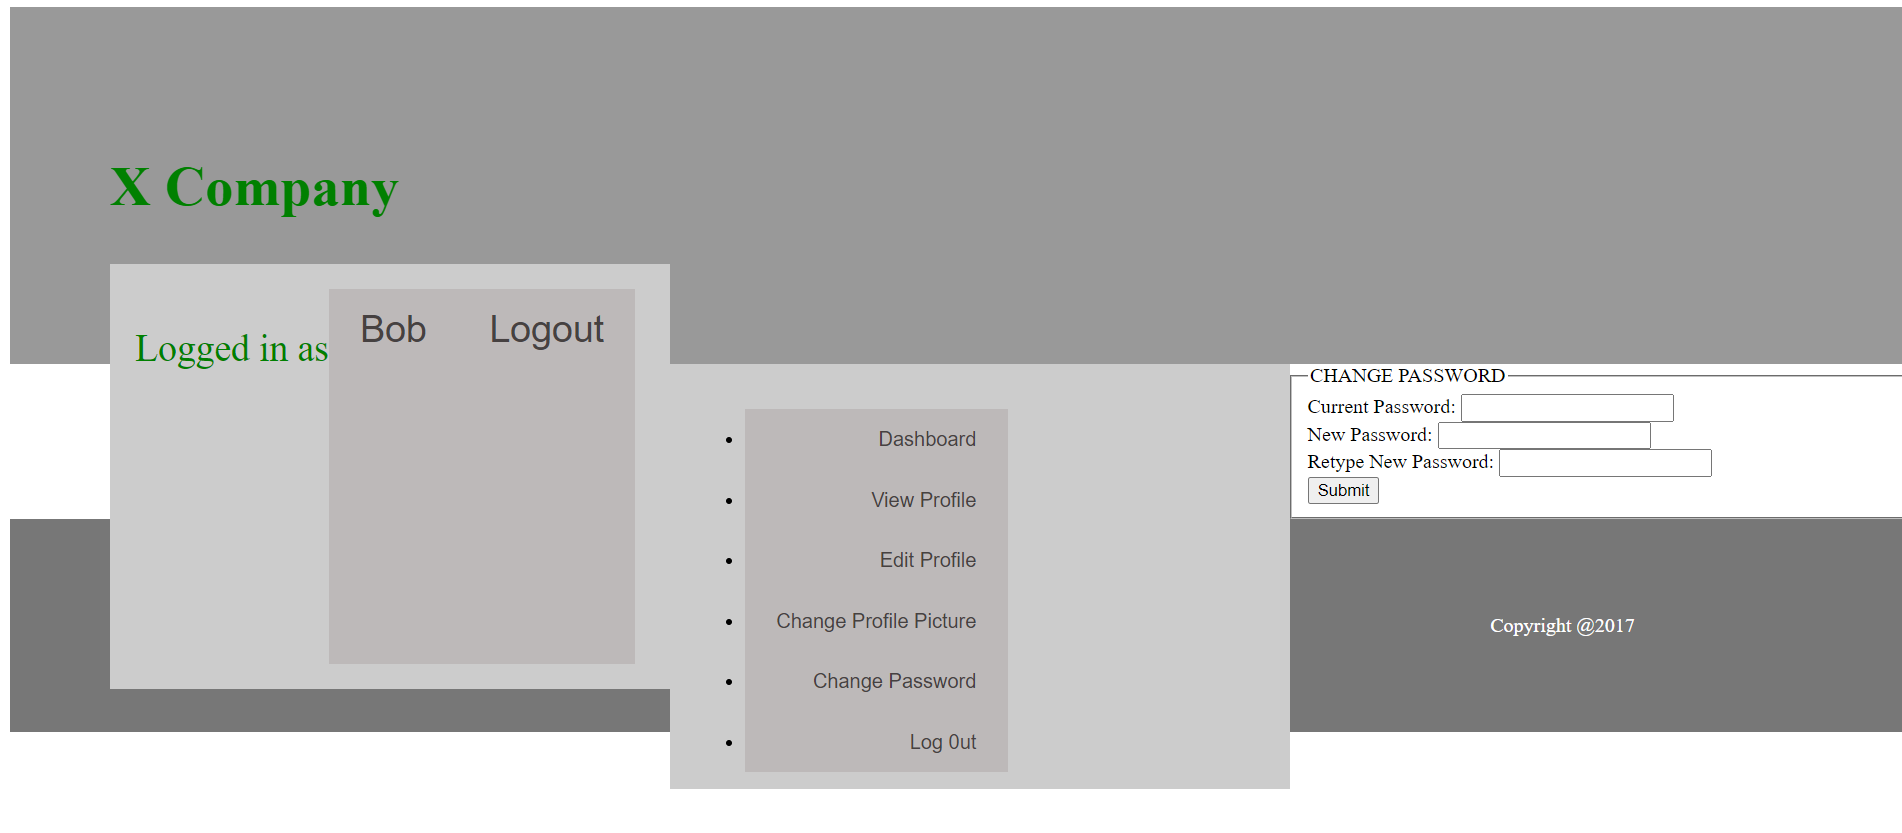 X Company
Logged in as Bob Logout
Dashboard
View Profile
Edit Profile
Change Profile Picture
Change Password
Log 0ut
CHANGE PASSWORD
Current Password:
New Password:
Retype New Password:
Submit
Copyright @2017